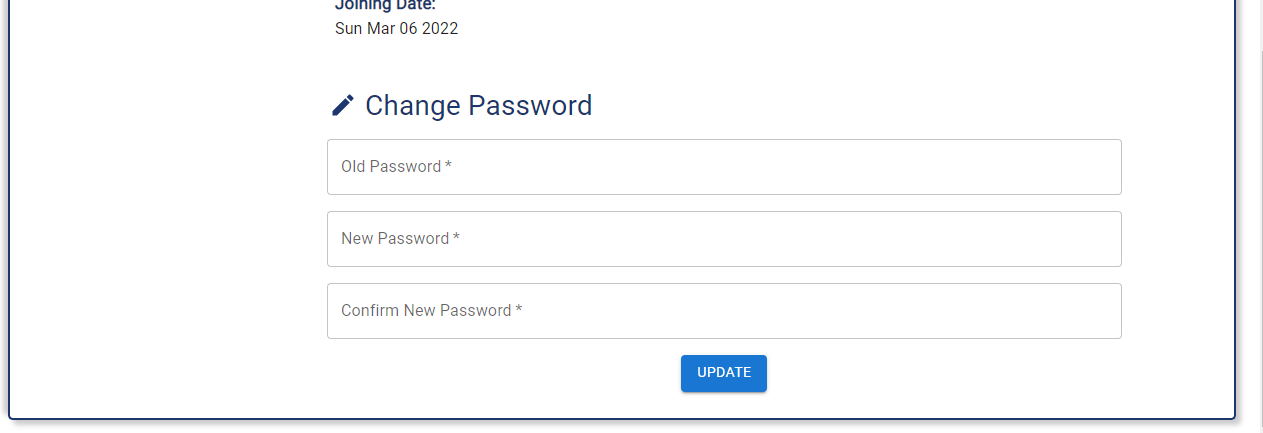 Joining Date:
Sun Mar 06 2022
Change Password
Old Password *
New Password *
Confirm New Password *
UPDATE